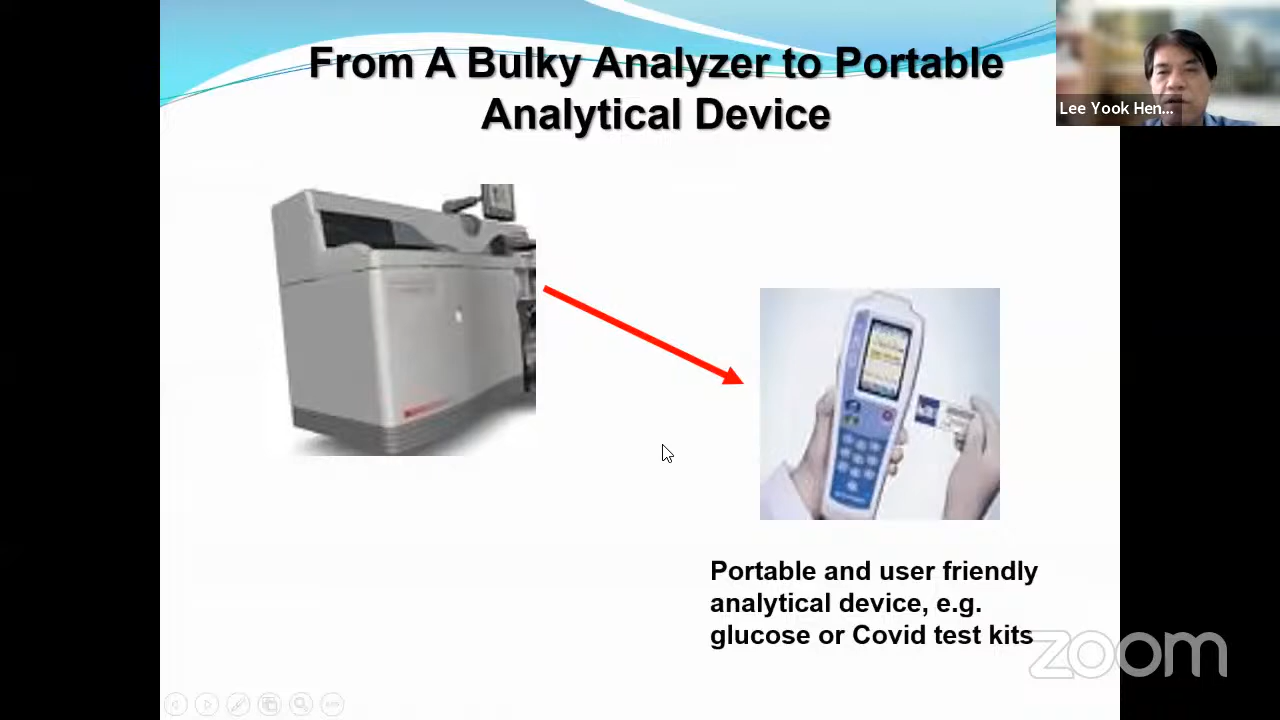 From A Bulky Analyzer to Portable
Analytical Device
Lee Yook Hen...
Portable and user friendly
analytical device, e.g.
glucose or Covid test kits
zoom